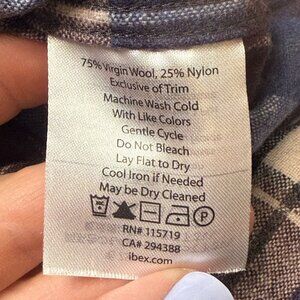 75% Virgin Wool, 25% Nylon
Exclusive of Trim
Machine Wash Cold
With Like Colors
Gentle Cycle
Do Not Bleach
Lay Flat to Dry
Cool Iron if Needed
May be Dry Cleaned
P
RN# 115719
CA# 294388
ibex.com